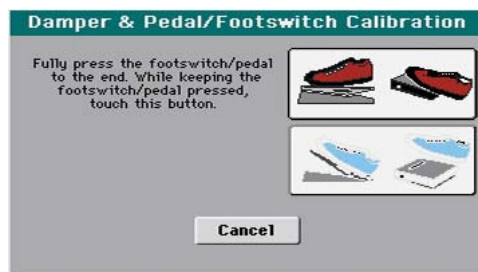 Damper & Pedal/Footswitch Calibration
Fully press the footswitch/pedal
to the end. While keeping the
footswitch/pedal pressed,
touch this button.
Cancel